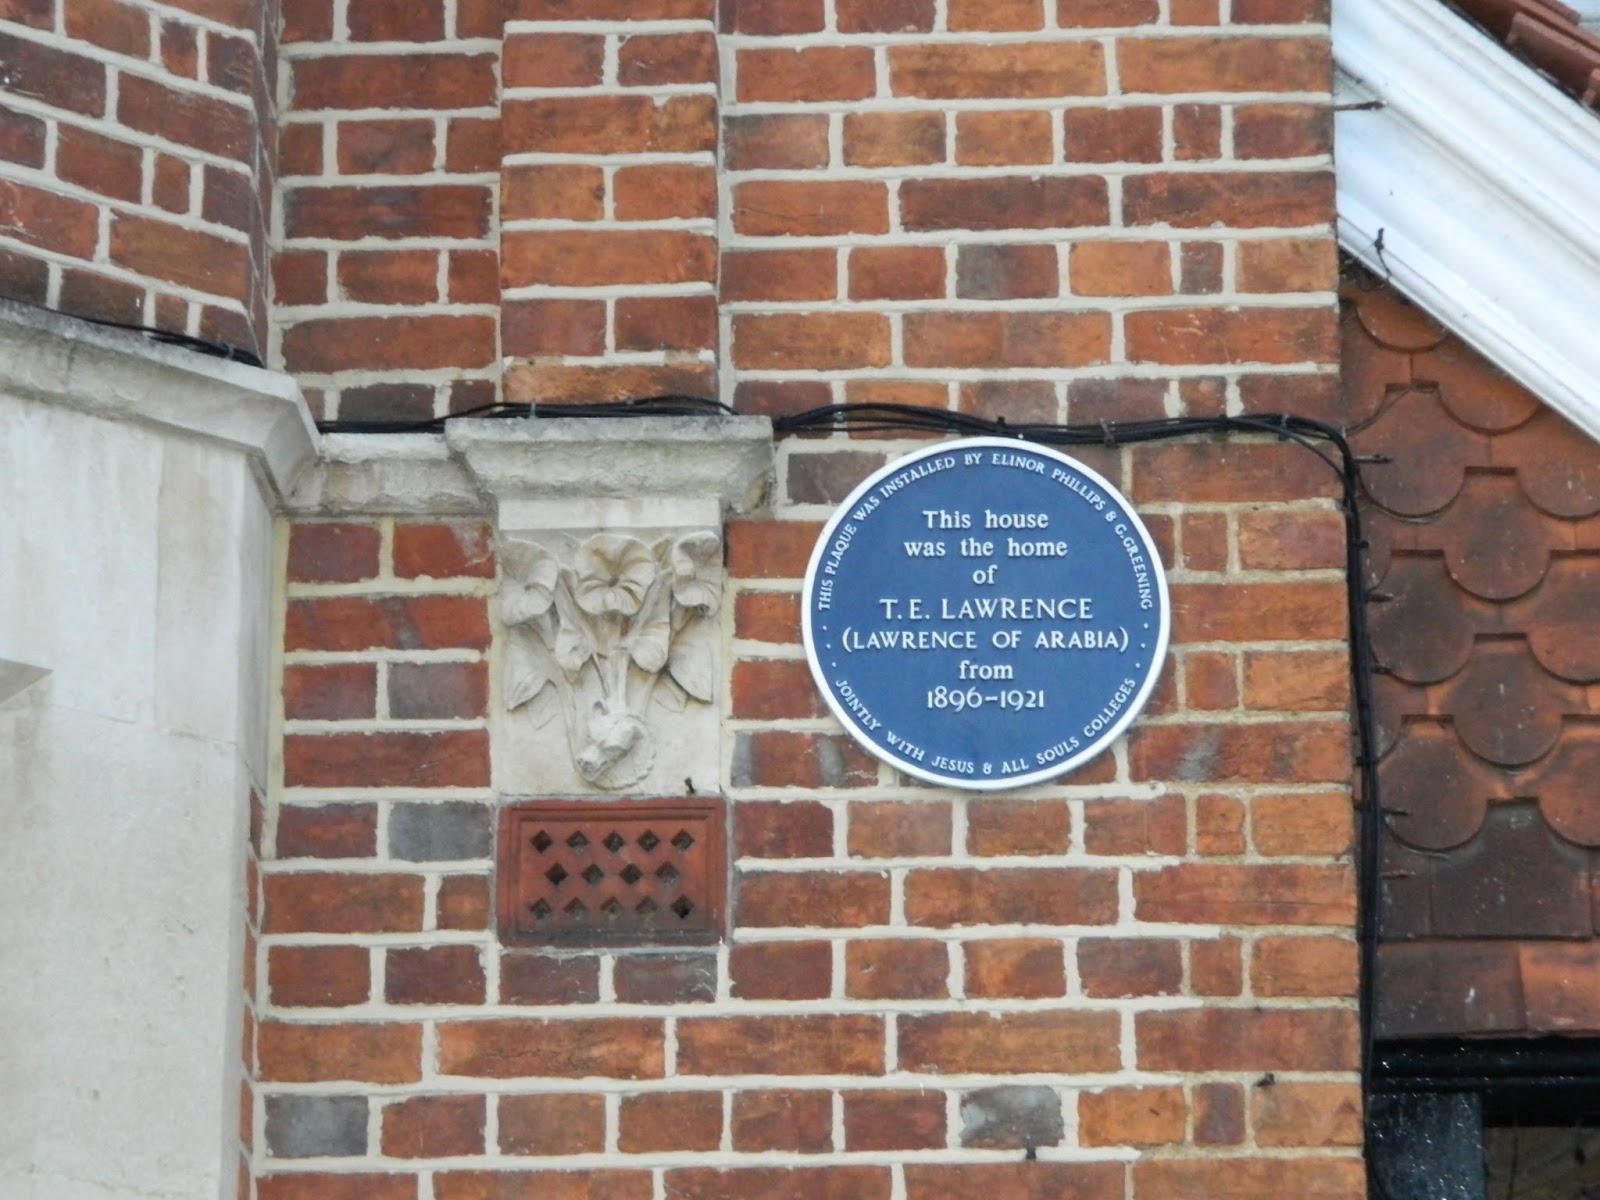 THIS PLAQUE WAS INSTALLED BY ELINOR PHILLIPS & G. GREENING
This house
was the home
of
T. E. LAWRENCE
(LAWRENCE OF ARABIA)
from
1896-1921
JOINTLY WITH JESUS & ALL SOULS COLLEGES